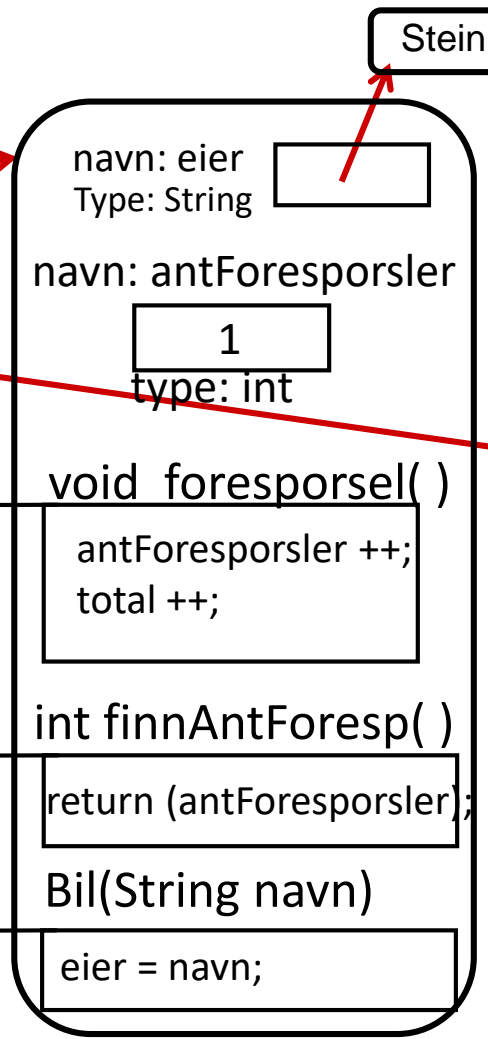 Stein
navn: eier
Type: String
navn: antForesporsler
1
type: int
void foresporsel( )
antForesporsler ++;
total ++;
int finnAntForesp( )
return (antForesporsler);
Bil(String navn)
eier = navn;